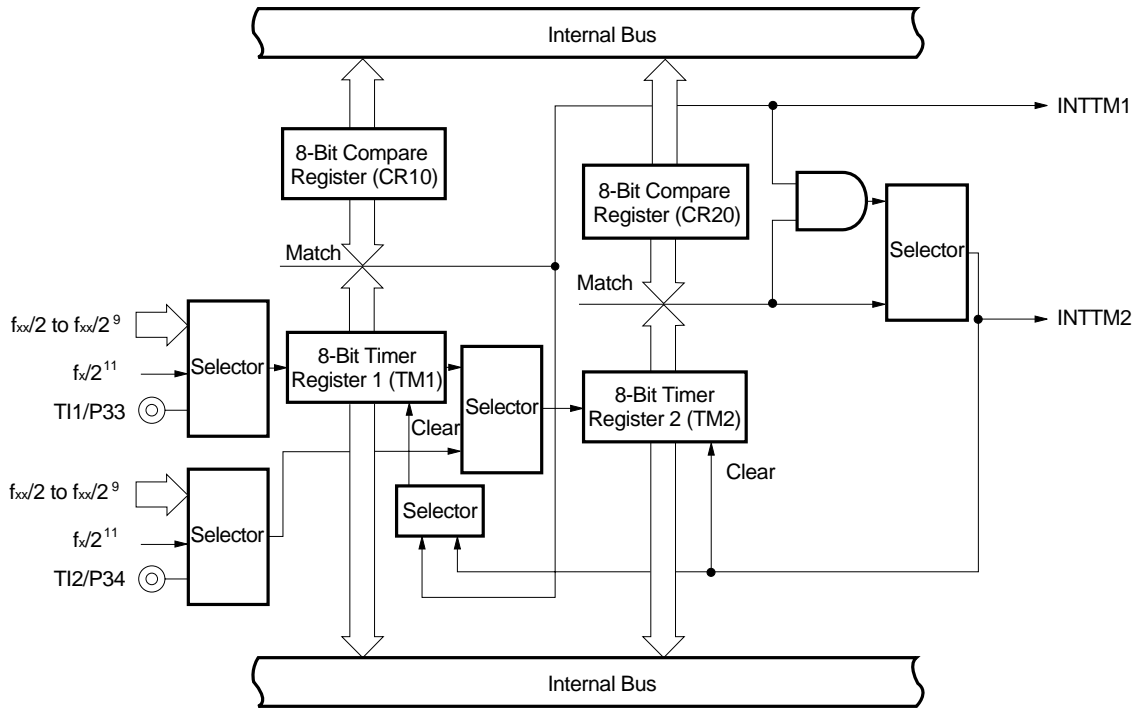 Internal Bus
INTTM1
8-Bit Compare
Register (CR10)
8-Bit Compare
Register (CR20)
Selector
Match
Match
fxx/2 to fxx/2⁹
INTTM2
Selector
8-Bit Timer
Register 1 (TM1)
fx/2¹¹
8-Bit Timer
Register 2 (TM2)
Selector
TI1/P33
Clear
Clear
fxx/2 to fxx/2⁹
Selector
Selector
fx/2¹¹
TI2/P34
Internal Bus